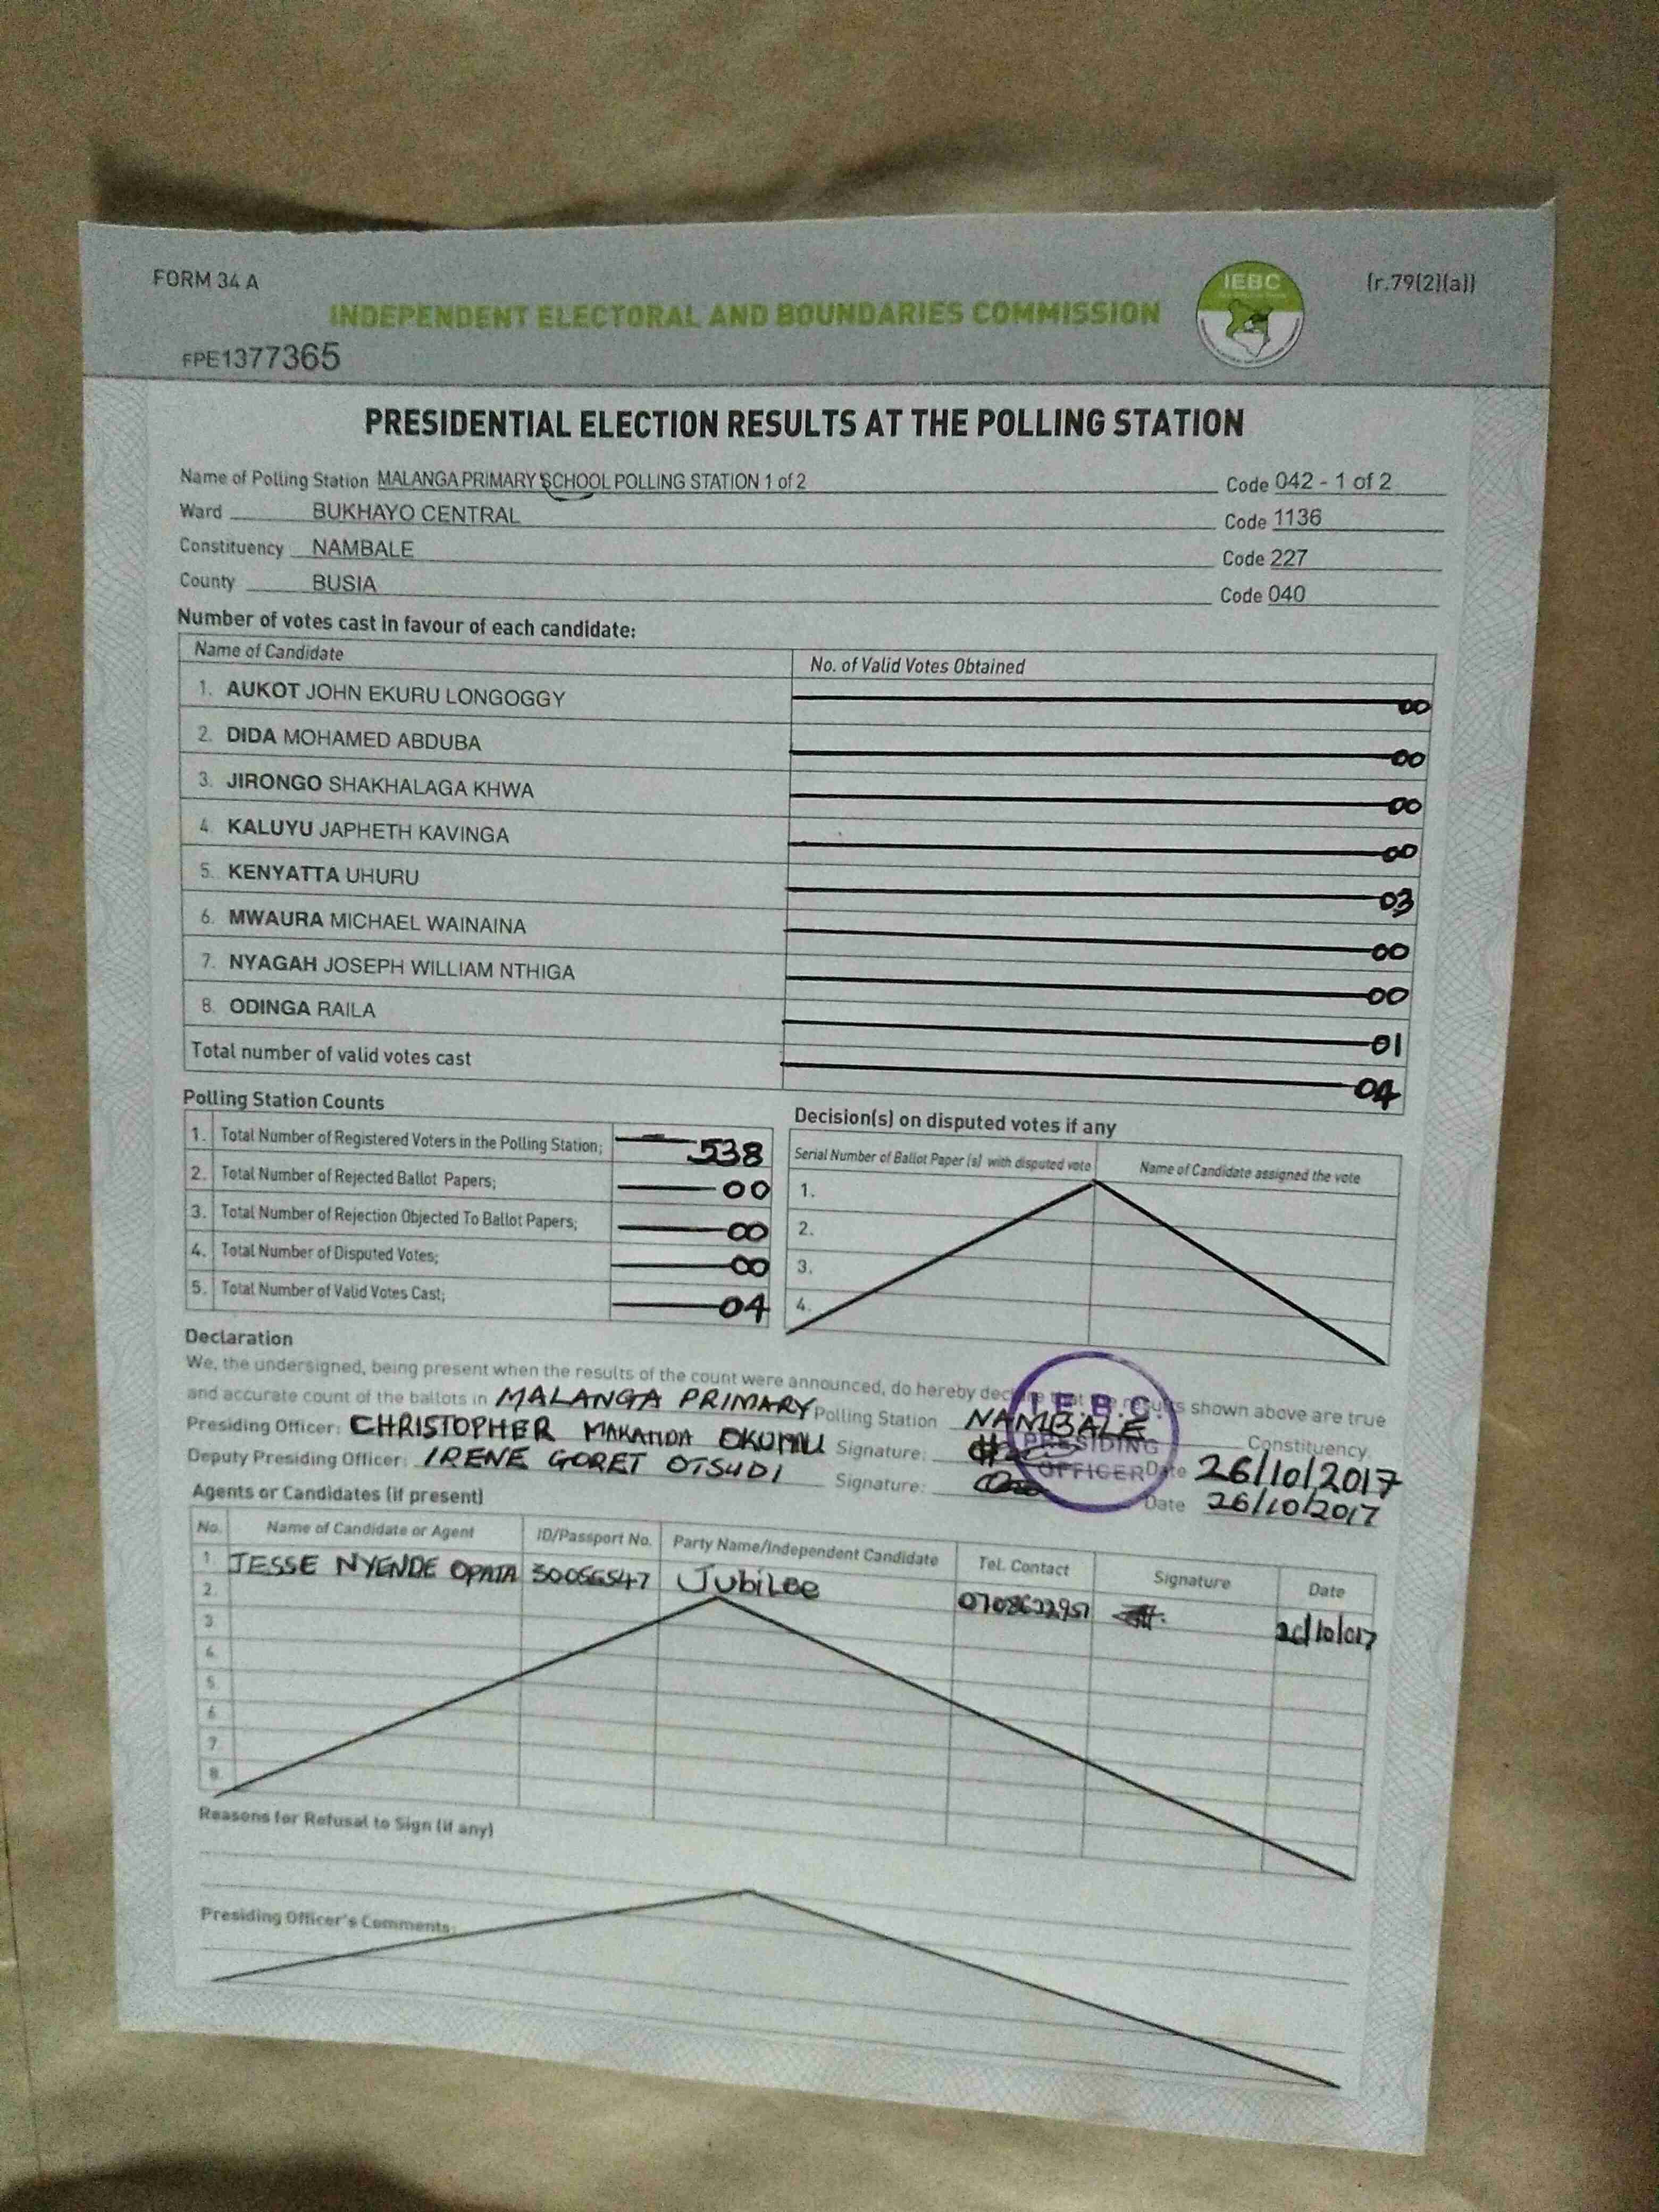 FORM 34 A
IEBC
(r.79(2)(a))
INDEPENDENT ELECTORAL AND BOUNDARIES COMMISSION
FPE1377365
PRESIDENTIAL ELECTION RESULTS AT THE POLLING STATION
Name of Polling Station MALANGA PRIMARY SCHOOL POLLING STATION 1 of 2 Code 042 - 1 of 2
Ward BUKHAYO CENTRAL Code 1136
Constituency NAMBALE Code 227
County BUSIA Code 040
Number of votes cast in favour of each candidate:
Name of Candidate No. of Valid Votes Obtained
1. AUKOT JOHN EKURU LONGOGGY 00
2. DIDA MOHAMED ABDUBA 00
3. JIRONGO SHAKHALAGA KHWA 00
4. KALUYU JAPHETH KAVINGA 00
5. KENYATTA UHURU 03
6. MWAURA MICHAEL WAINAINA 00
7. NYAGAH JOSEPH WILLIAM NTHIGA 00
8. ODINGA RAILA 01
Total number of valid votes cast 04
Polling Station Counts
1. Total Number of Registered Voters in the Polling Station; 538
2. Total Number of Rejected Ballot Papers; 00
3. Total Number of Rejection Objected To Ballot Papers; 00
4. Total Number of Disputed Votes; 00
5. Total Number of Valid Votes Cast; 04
Decision(s) on disputed votes if any
Serial Number of Ballot Paper (s) with disputed vote Name of Candidate assigned the vote
1.
2.
3.
4.
Declaration
We, the undersigned, being present when the results of the count were announced, do hereby declare that the results shown above are true
and accurate count of the ballots in MALANGA PRIMARY Polling Station NAMBALE Constituency
Presiding Officer: CHRISTOPHER MAKANDA OKUMU Signature: Date 26/10/2017
Deputy Presiding Officer: IRENE GORET OTSUDI Signature: Date 26/10/2017
I.E.B.C.
PRESIDING
OFFICER
Agents or Candidates (if present)
No. Name of Candidate or Agent ID/Passport No. Party Name/Independent Candidate Tel. Contact Signature Date
1 JESSE NYENDE OPATA Jubilee
2.
3
4
5
6
7
8
Reasons for Refusal to Sign (if any)
Presiding Officer's Comments: